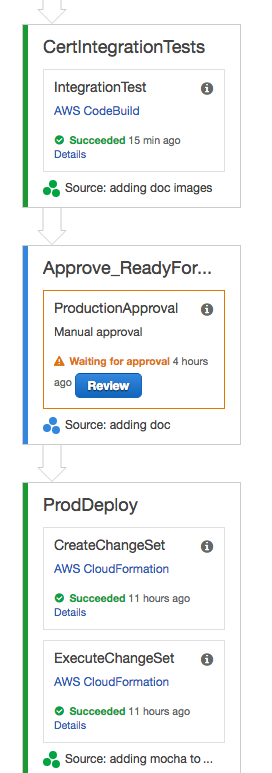 CertIntegrationTests
IntegrationTest
AWS CodeBuild
Succeeded 15 min ago
Details
Source: adding doc images
Approve_ReadyFor...
ProductionApproval
Manual approval
Waiting for approval 4 hours
ago Review
Source: adding doc
ProdDeploy
CreateChangeSet
AWS CloudFormation
Succeeded 11 hours ago
Details
ExecuteChangeSet
AWS CloudFormation
Succeeded 11 hours ago
Details
Source: adding mocha to ...